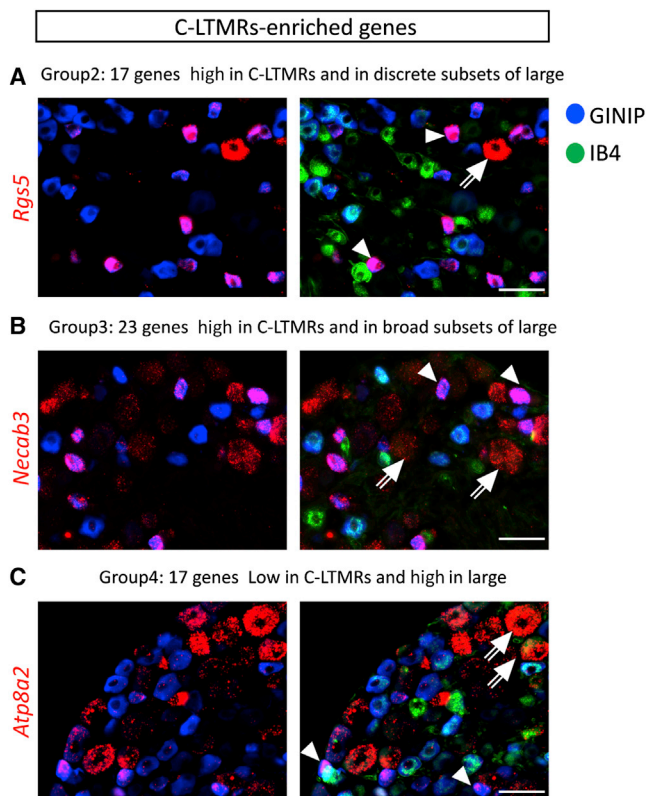 C-LTMRs-enriched genes
A Group2: 17 genes high in C-LTMRs and in discrete subsets of large
Rgs5
GINIP
IB4
B Group3: 23 genes high in C-LTMRs and in broad subsets of large
Necab3
C Group4: 17 genes Low in C-LTMRs and high in large
Atp8a2